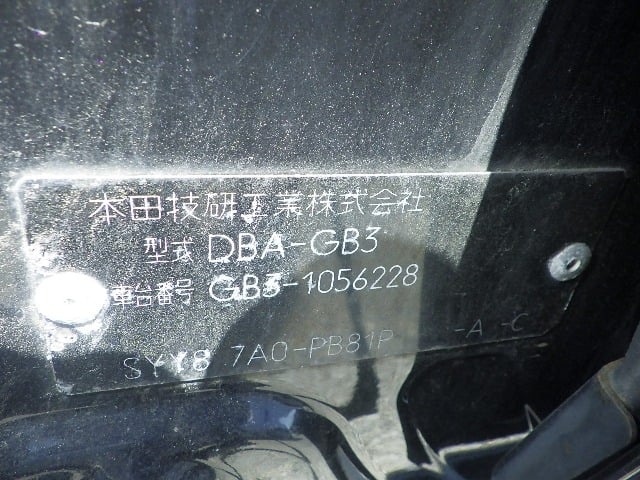 本田技研工業株式会社
型式 DBA-GB3
車台番号 GB3-1056228
SYY8 7A0-PB81P -A -C